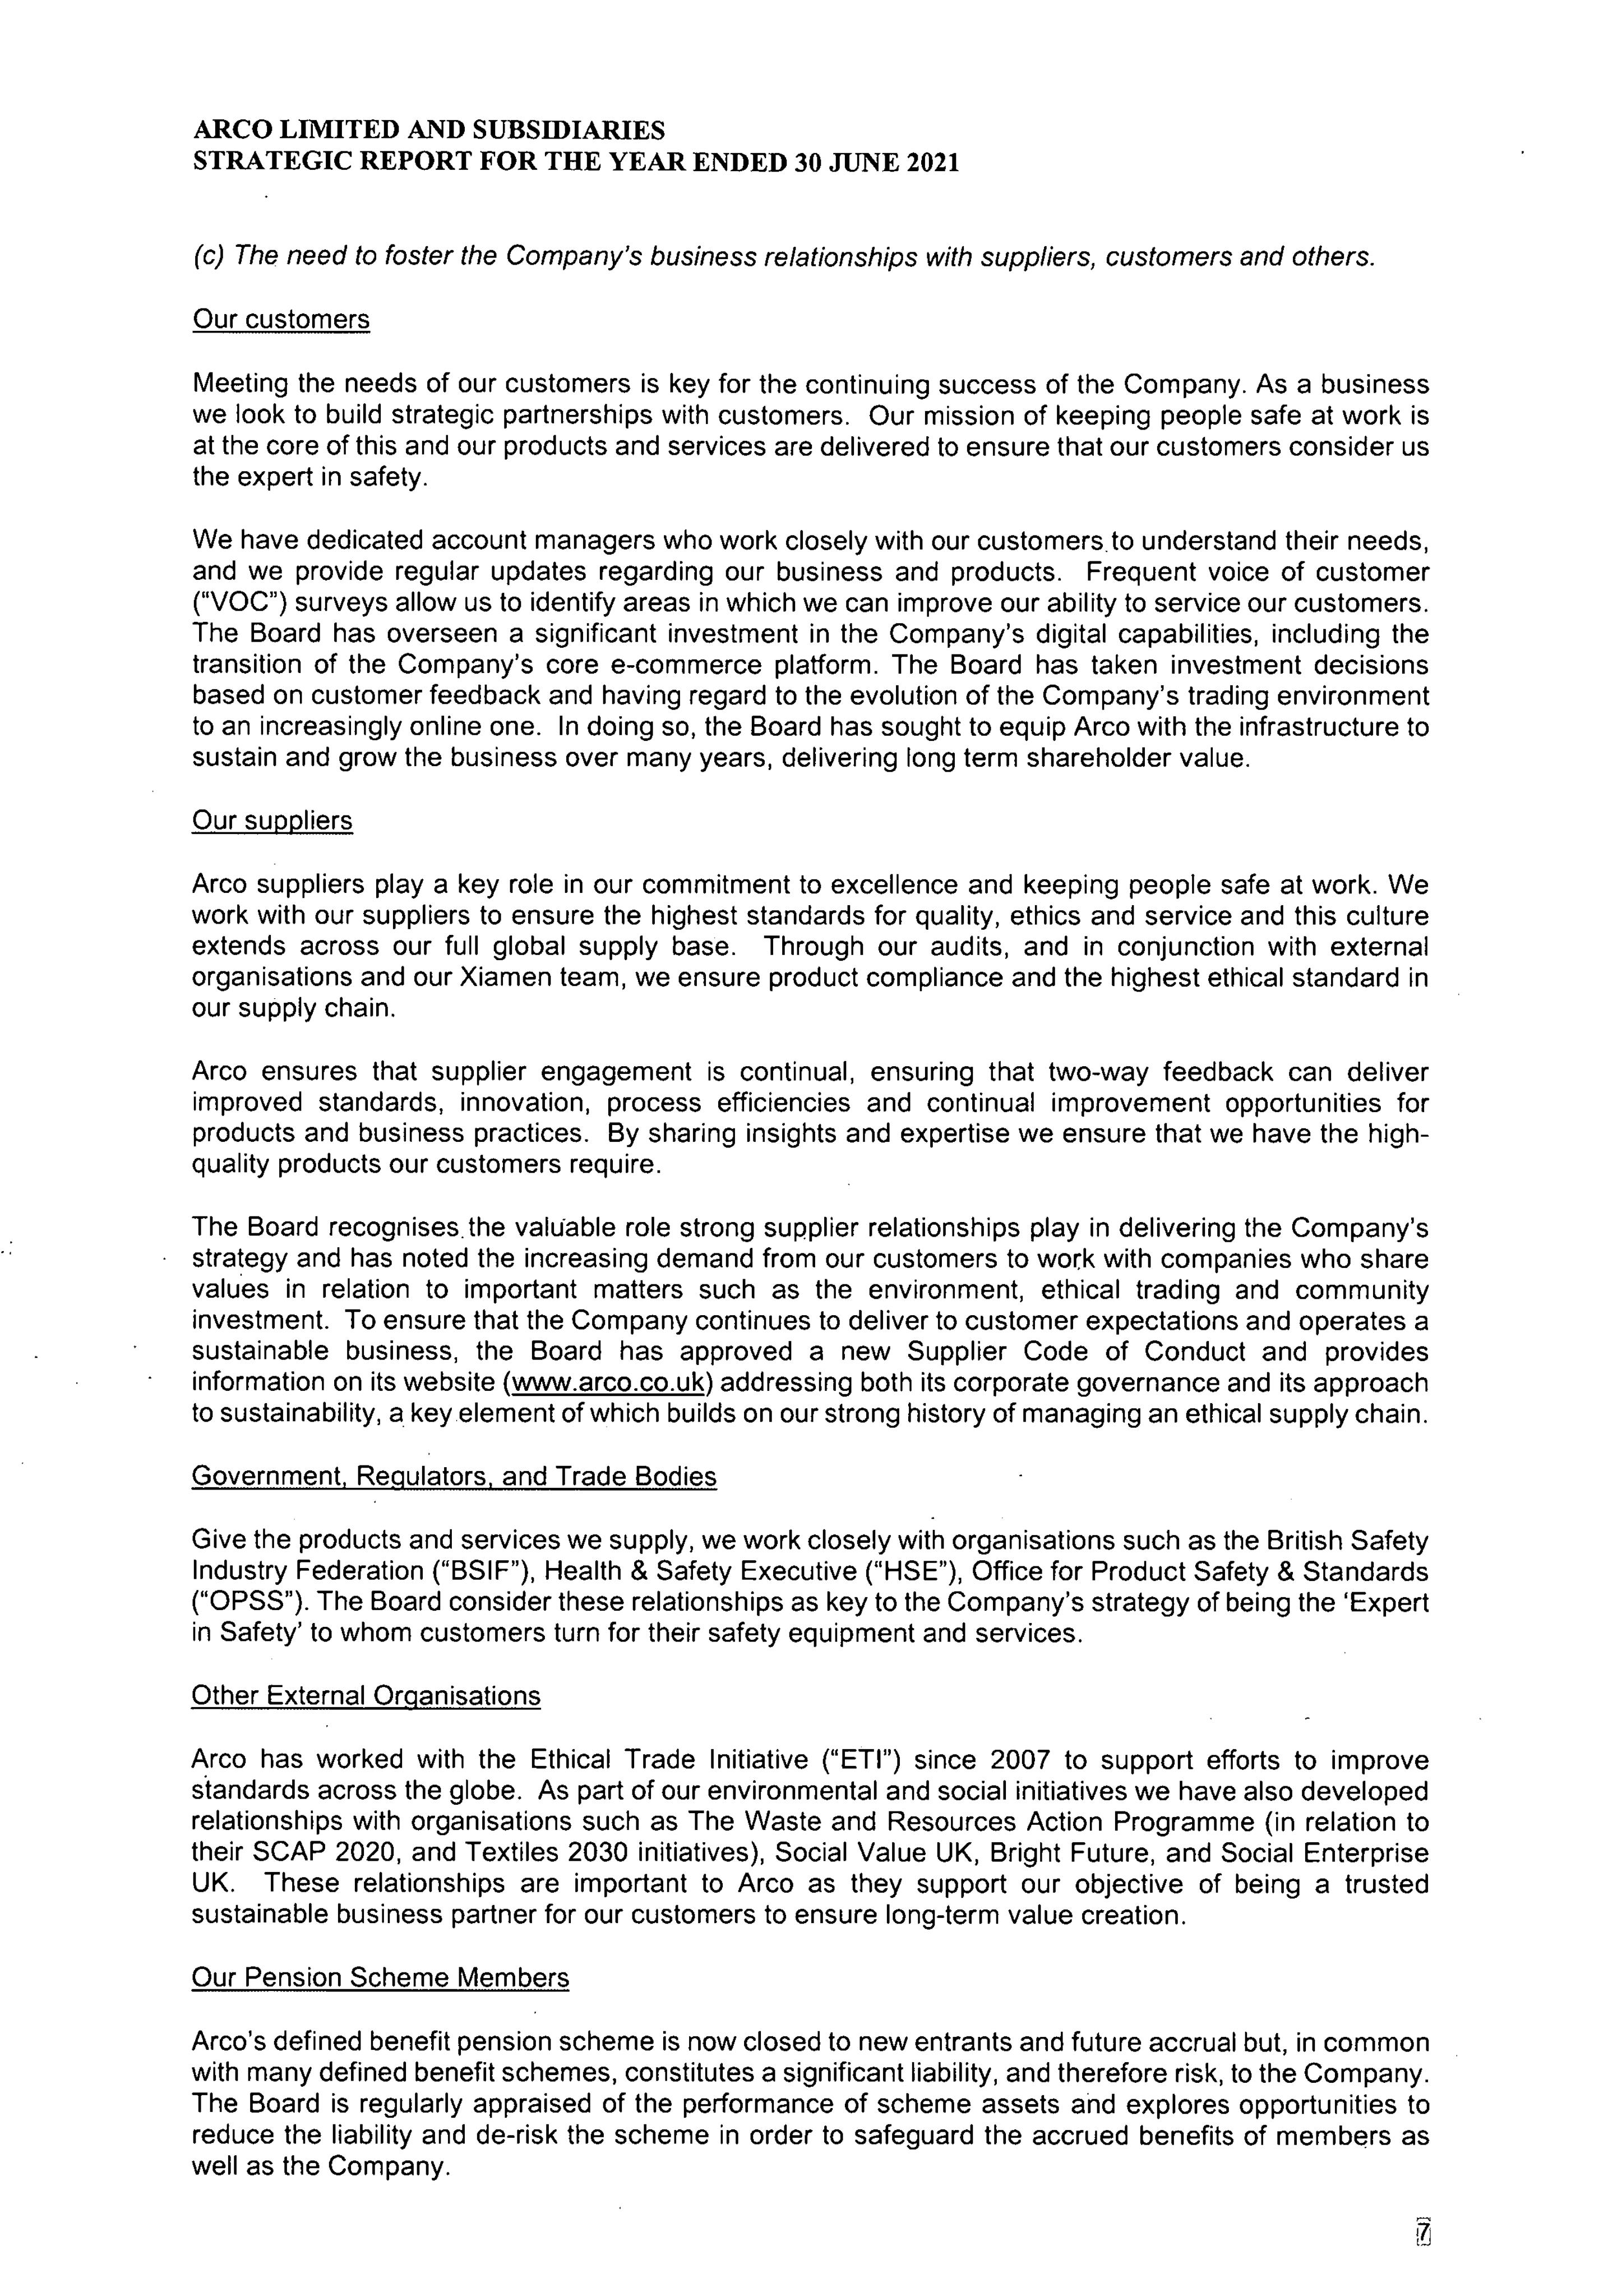 ARCO LIMITED AND SUBSIDIARIES
STRATEGIC REPORT FOR THE YEAR ENDED 30 JUNE 2021
(c) The need to foster the Company's business relationships with suppliers, customers and others.
Our customers
Meeting the needs of our customers is key for the continuing success of the Company. As a business
we look to build strategic partnerships with customers. Our mission of keeping people safe at work is
at the core of this and our products and services are delivered to ensure that our customers consider us
the expert in safety.
We have dedicated account managers who work closely with our customers to understand their needs,
and we provide regular updates regarding our business and products. Frequent voice of customer
("VOC") surveys allow us to identify areas in which we can improve our ability to service our customers.
The Board has overseen a significant investment in the Company's digital capabilities, including the
transition of the Company's core e-commerce platform. The Board has taken investment decisions
based on customer feedback and having regard to the evolution of the Company's trading environment
to an increasingly online one. In doing so, the Board has sought to equip Arco with the infrastructure to
sustain and grow the business over many years, delivering long term shareholder value.
Our suppliers
Arco suppliers play a key role in our commitment to excellence and keeping people safe at work. We
work with our suppliers to ensure the highest standards for quality, ethics and service and this culture
extends across our full global supply base. Through our audits, and in conjunction with external
organisations and our Xiamen team, we ensure product compliance and the highest ethical standard in
our supply chain.
Arco ensures that supplier engagement is continual, ensuring that two-way feedback can deliver
improved standards, innovation, process efficiencies and continual improvement opportunities for
products and business practices. By sharing insights and expertise we ensure that we have the high-
quality products our customers require.
The Board recognises the valuable role strong supplier relationships play in delivering the Company's
strategy and has noted the increasing demand from our customers to work with companies who share
values in relation to important matters such as the environment, ethical trading and community
investment. To ensure that the Company continues to deliver to customer expectations and operates a
sustainable business, the Board has approved a new Supplier Code of Conduct and provides
information on its website (www.arco.co.uk) addressing both its corporate governance and its approach
to sustainability, a key element of which builds on our strong history of managing an ethical supply chain.
Government, Regulators, and Trade Bodies
Give the products and services we supply, we work closely with organisations such as the British Safety
Industry Federation ("BSIF"), Health & Safety Executive ("HSE"), Office for Product Safety & Standards
("OPSS"). The Board consider these relationships as key to the Company's strategy of being the 'Expert
in Safety' to whom customers turn for their safety equipment and services.
Other External Organisations
Arco has worked with the Ethical Trade Initiative ("ETI") since 2007 to support efforts to improve
standards across the globe. As part of our environmental and social initiatives we have also developed
relationships with organisations such as The Waste and Resources Action Programme (in relation to
their SCAP 2020, and Textiles 2030 initiatives), Social Value UK, Bright Future, and Social Enterprise
UK. These relationships are important to Arco as they support our objective of being a trusted
sustainable business partner for our customers to ensure long-term value creation.
Our Pension Scheme Members
Arco's defined benefit pension scheme is now closed to new entrants and future accrual but, in common
with many defined benefit schemes, constitutes a significant liability, and therefore risk, to the Company.
The Board is regularly appraised of the performance of scheme assets and explores opportunities to
reduce the liability and de-risk the scheme in order to safeguard the accrued benefits of members as
well as the Company.
7